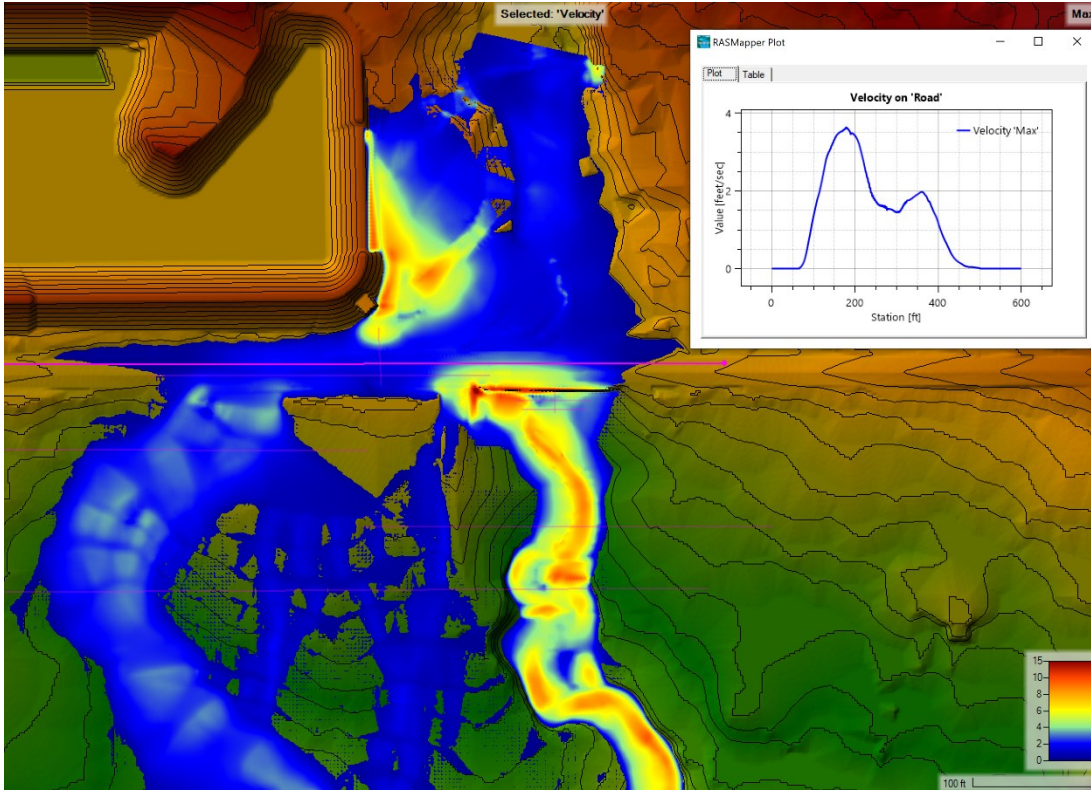 Selected: 'Velocity'
Max
RASMapper Plot
Plot
Table
Velocity on 'Road'
Velocity 'Max'
Value [feet/sec]
4
2
0
0
200
400
600
Station [ft]
15
10
8
6
4
2
0
100 ft